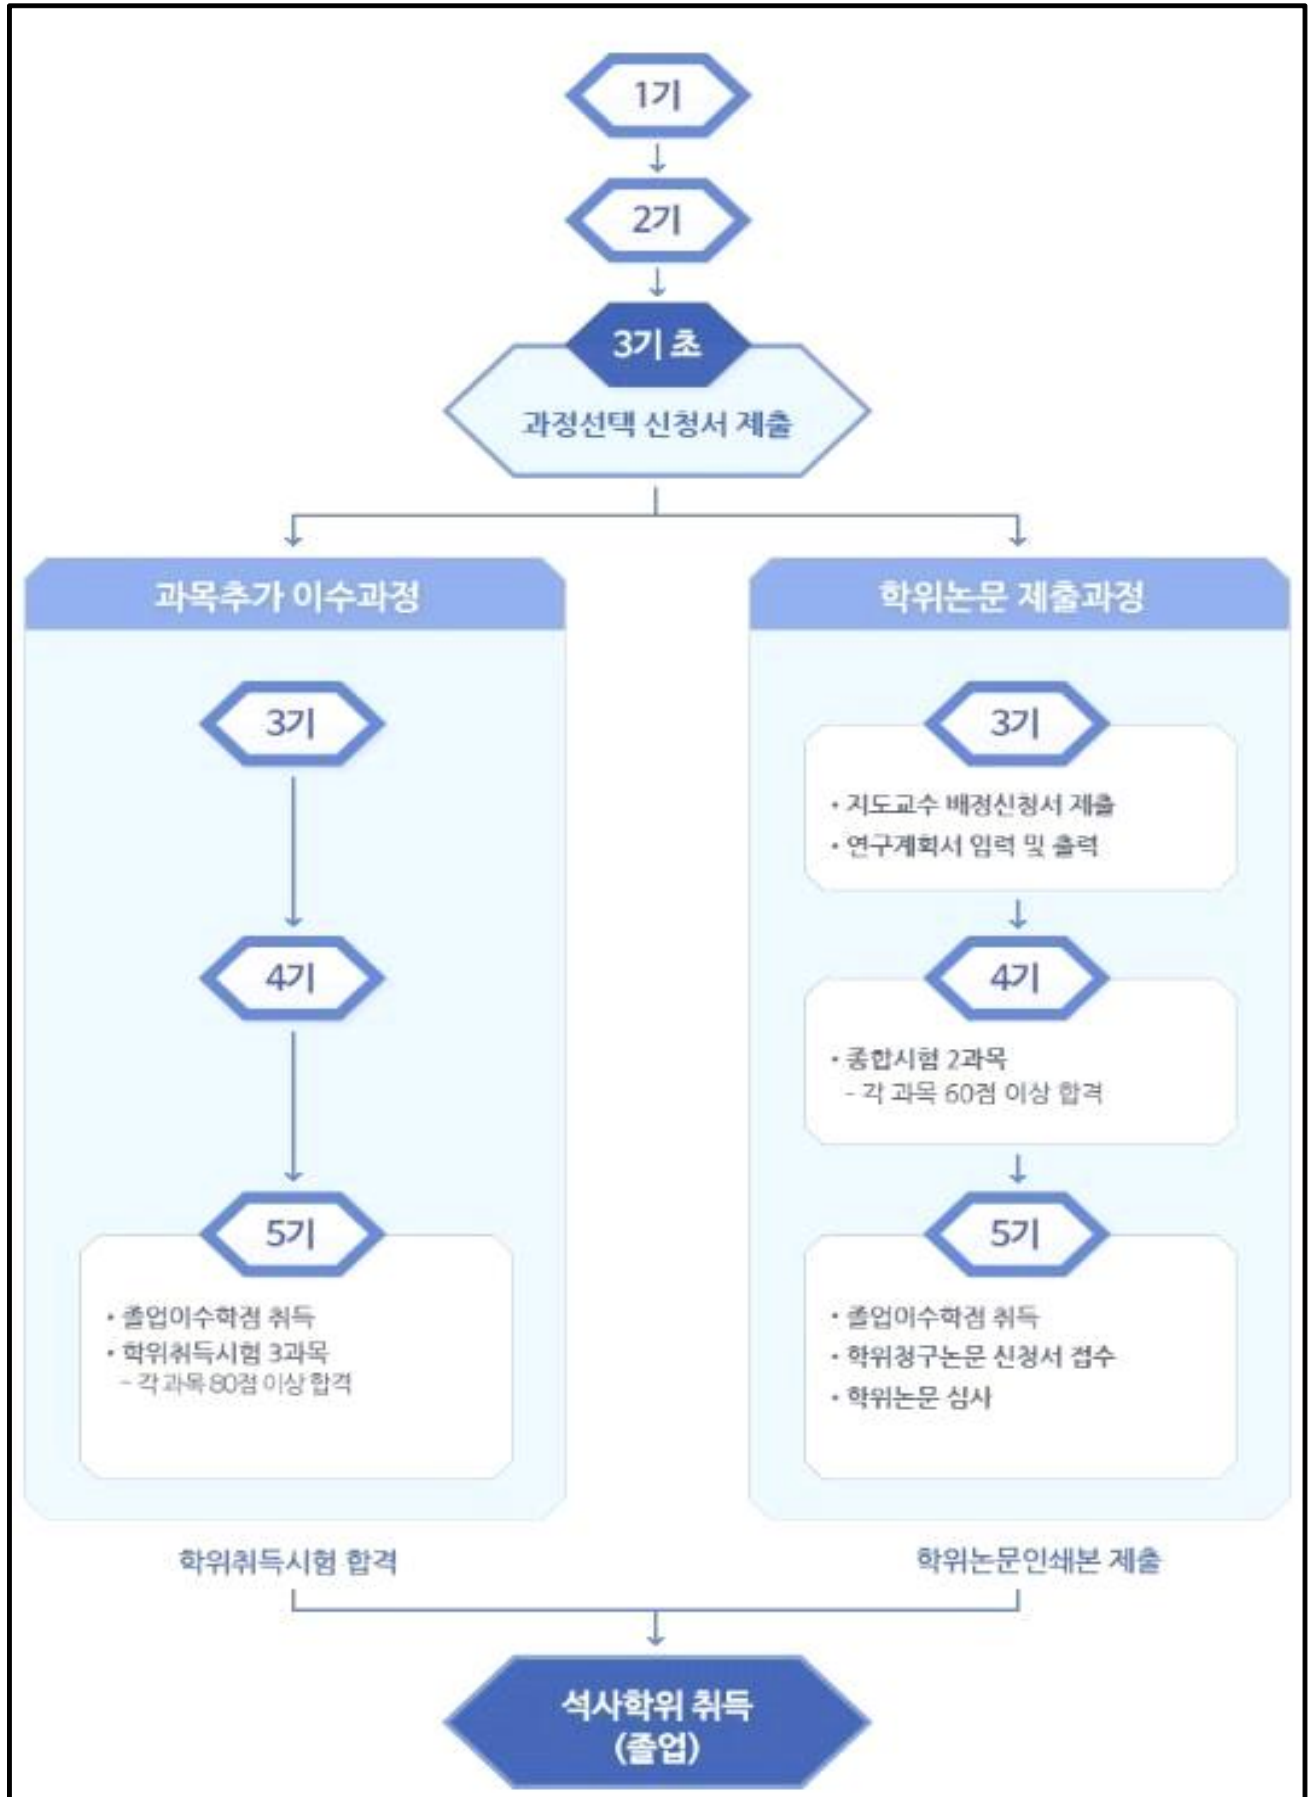 1기
2기
3기 초
과정선택 신청서 제출
과목추가 이수과정
3기
4기
5기
• 졸업이수학점 취득
• 학위취득시험 3과목
- 각 과목 80점 이상 합격
학위취득시험 합격
학위논문 제출과정
3기
• 지도교수 배정신청서 제출
• 연구계획서 입력 및 출력
4기
• 종합시험 2과목
- 각 과목 60점 이상 합격
5기
• 졸업이수학점 취득
• 학위청구논문 신청서 접수
• 학위논문 심사
학위논문인쇄본 제출
석사학위 취득
(졸업)